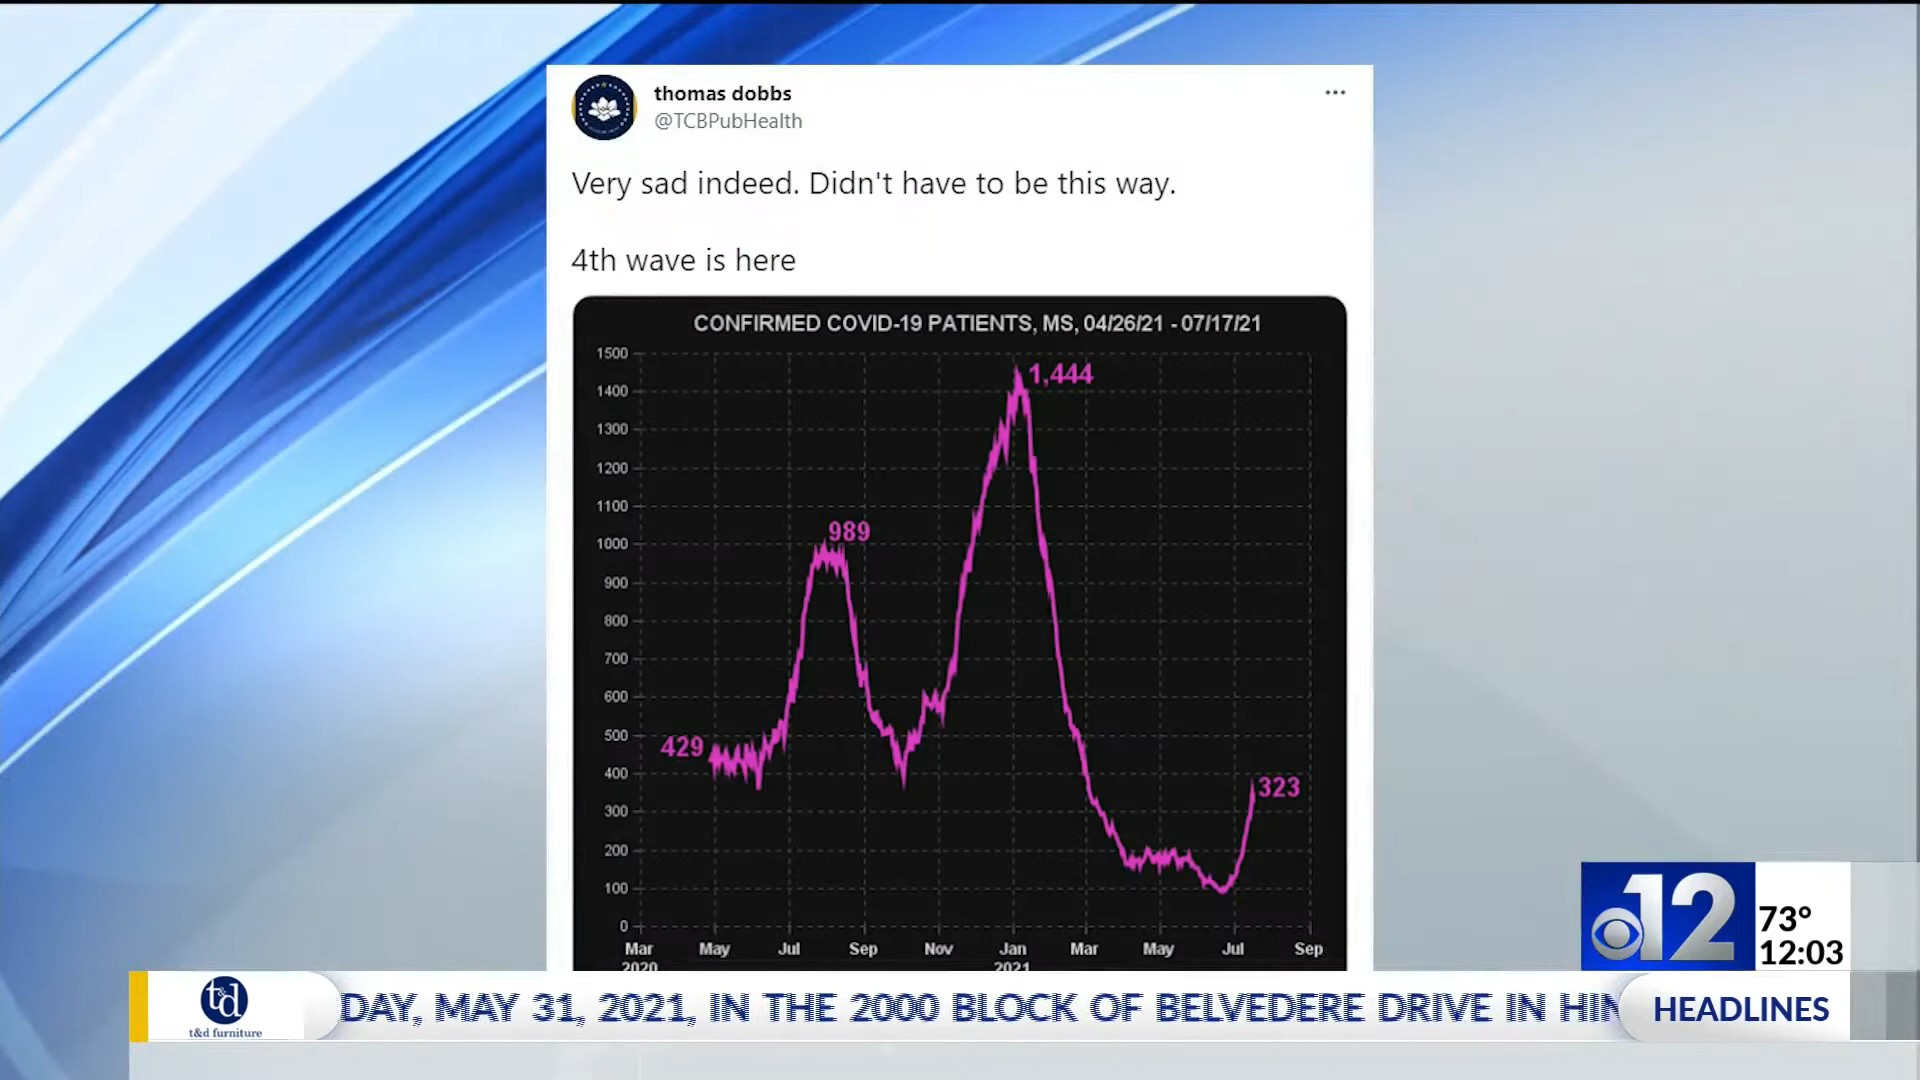 thomas dobbs
@TCBPubHealth
Very sad indeed. Didn't have to be this way.
4th wave is here
CONFIRMED COVID-19 PATIENTS, MS, 04/26/21 - 07/17/21
1500
1400
1300
1200
1100
1000
900
800
700
600
500
400
300
200
100
0
429
989
1,444
323
Mar May Jul Sep Nov Jan Mar May Jul Sep
2020 2021
12
73°
12:03
t&d
t&d furniture
DAY, MAY 31, 2021, IN THE 2000 BLOCK OF BELVEDERE DRIVE IN HIN
HEADLINES